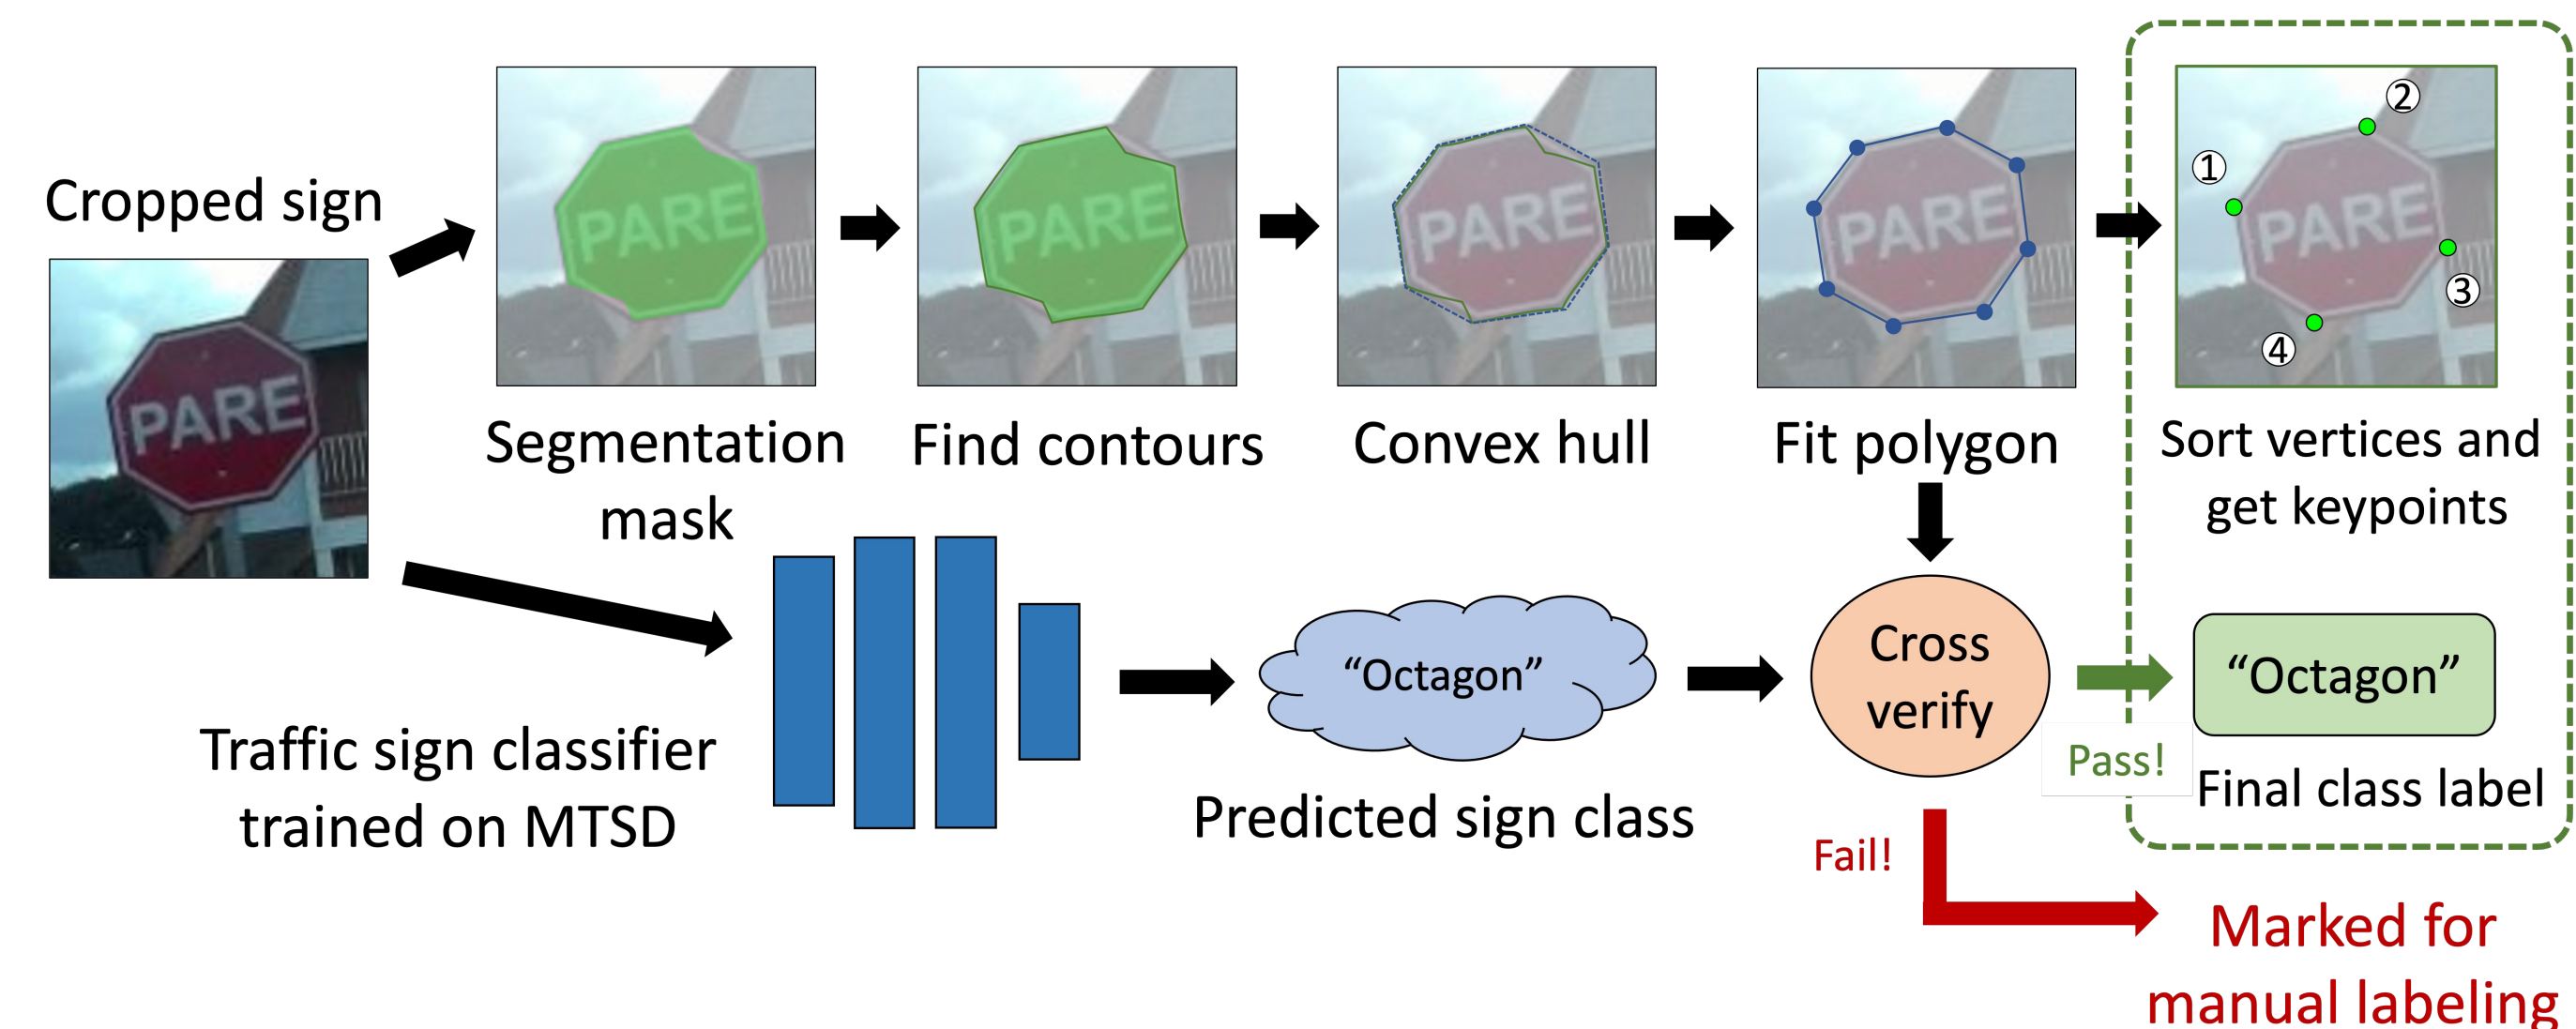 Cropped sign
PARE
PARE
PARE
PARE
PARE
PARE
1
2
3
4
Segmentation
mask
Find contours
Convex hull
Fit polygon
Sort vertices and
get keypoints
Traffic sign classifier
trained on MTSD
“Octagon”
Predicted sign class
Cross
verify
Pass!
“Octagon”
Final class label
Fail!
Marked for
manual labeling